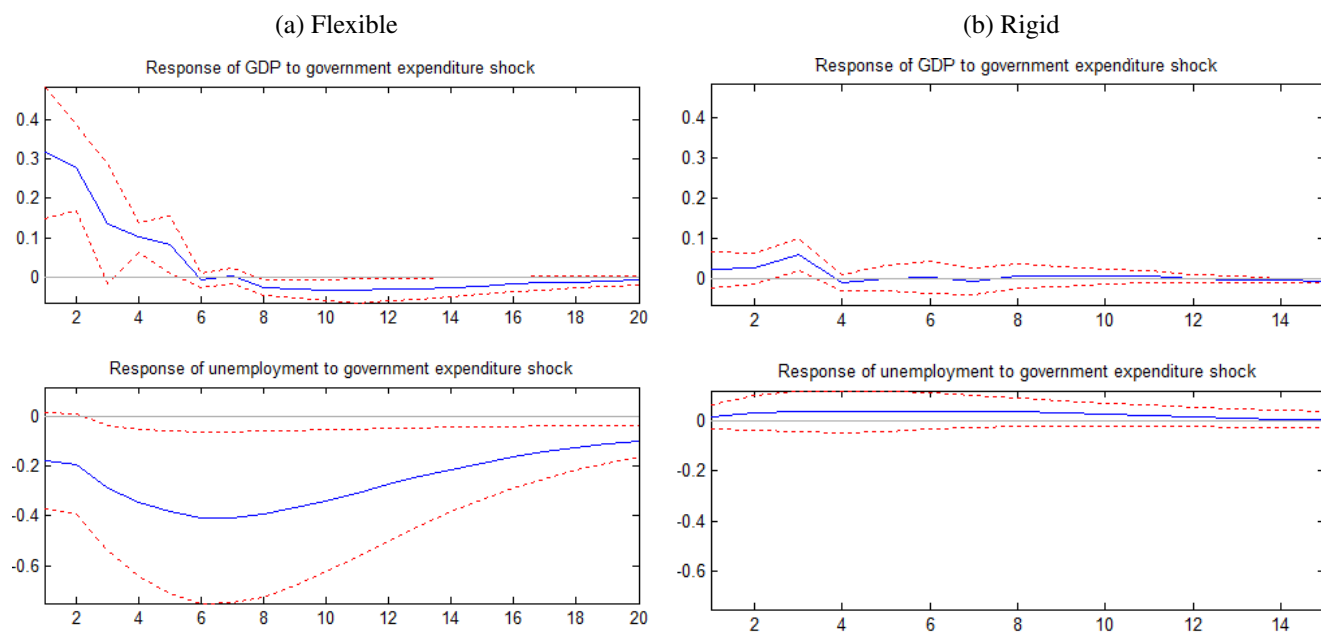 (a) Flexible
Response of GDP to government expenditure shock
0.4
0.3
0.2
0.1
0
2 4 6 8 10 12 14 16 18 20
Response of unemployment to government expenditure shock
0
-0.2
-0.4
-0.6
2 4 6 8 10 12 14 16 18 20
(b) Rigid
Response of GDP to government expenditure shock
0.4
0.3
0.2
0.1
0
2 4 6 8 10 12 14
Response of unemployment to government expenditure shock
0
-0.2
-0.4
-0.6
2 4 6 8 10 12 14